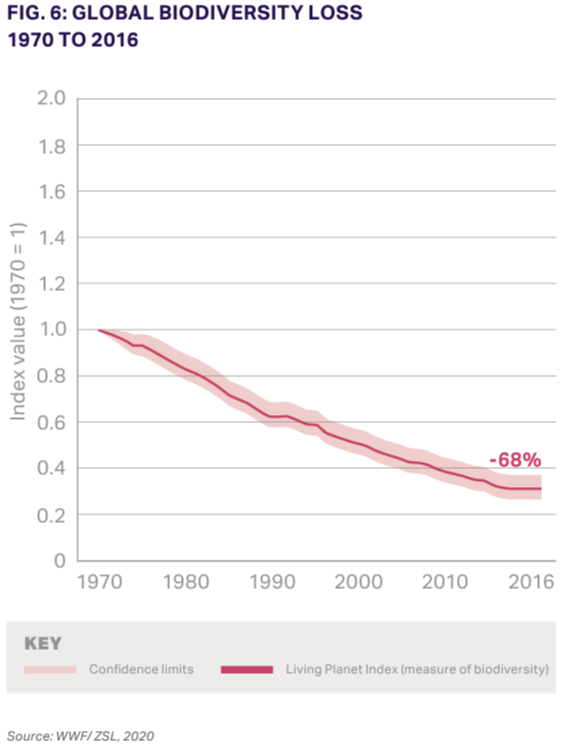 FIG. 6: GLOBAL BIODIVERSITY LOSS
1970 TO 2016
Index value (1970 = 1)
2.0
1.8
1.6
1.4
1.2
1.0
0.8
0.6
0.4
0.2
0
-68%
1970 1980 1990 2000 2010 2016
KEY
Confidence limits Living Planet Index (measure of biodiversity)
Source: WWF/ ZSL, 2020